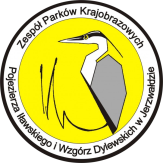 Zespół Parków Krajobrazowych
Pojezierza Iławskiego i Wzgórz Dylewskich w Jerzwałdzie